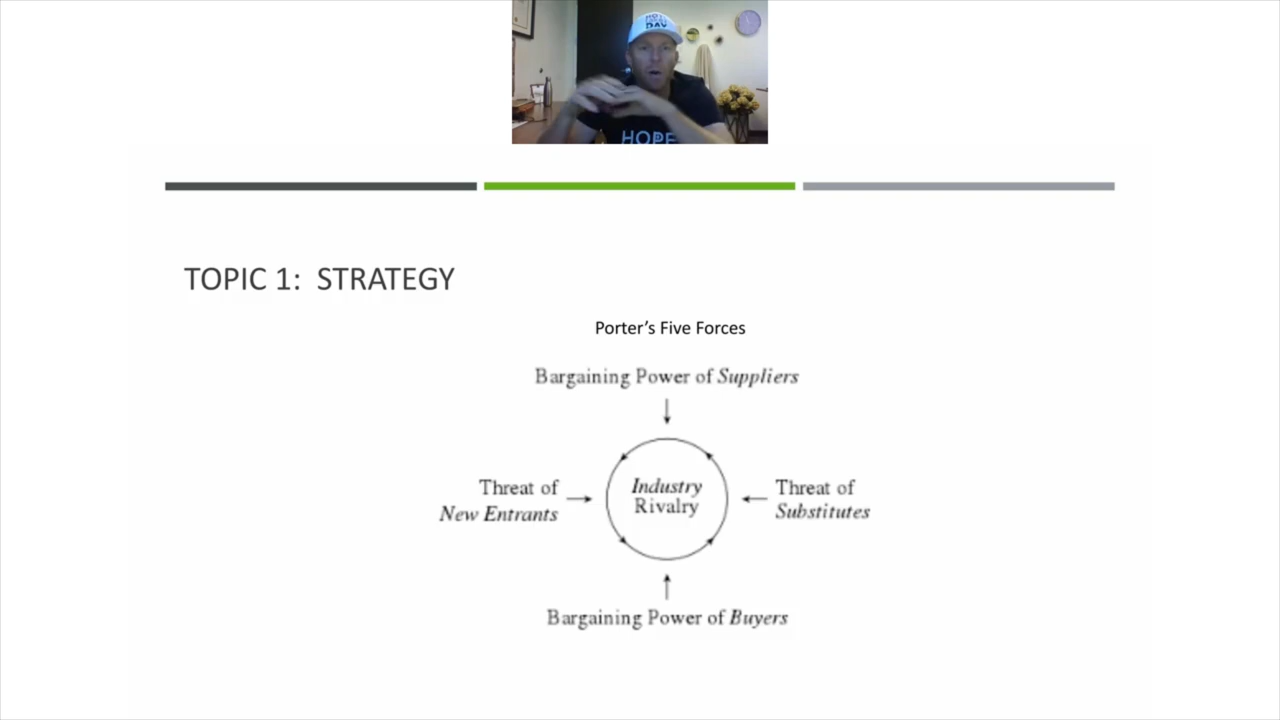 DAY
HOPE
TOPIC 1: STRATEGY
Porter’s Five Forces
Bargaining Power of Suppliers
Threat of
New Entrants
Industry
Rivalry
Threat of
Substitutes
Bargaining Power of Buyers